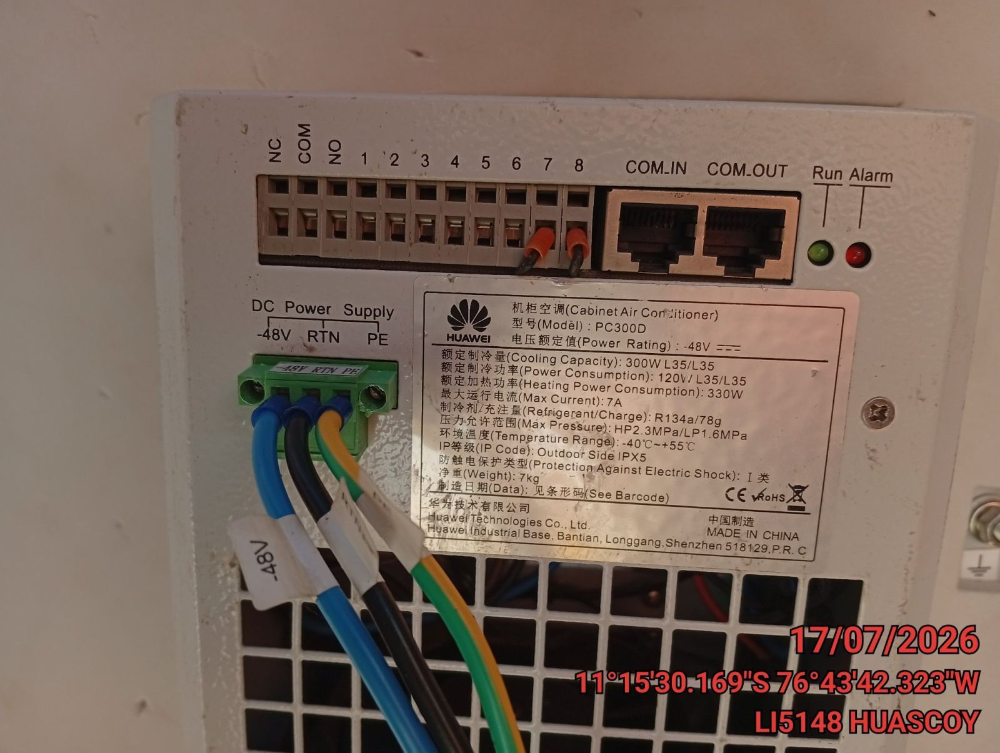 NC COM NO 1 2 3 4 5 6 7 8
COM_IN COM_OUT Run Alarm
DC Power Supply
-48V RTN PE
-48V RTN PE
HUAWEI
机柜空调(Cabinet Air Conditioner)
型号(Model) : PC300D
电压额定值(Power Rating) : -48V
额定制冷量(Cooling Capacity): 300W L35/L35
额定制冷功率(Power Consumption): 120W L35/L35
额定加热功率(Heating Power Consumption): 330W
最大运行电流(Max Current): 7A
制冷剂/充注量(Refrigerant/Charge): R134a/78g
压力允许范围(Max Pressure): HP2.3MPa/LP1.6MPa
环境温度(Temperature Range): -40℃~+55℃
IP等级(IP Code): Outdoor Side IPX5
防触电保护类型(Protection Against Electric Shock): I 类
净重(Weight): 7kg
制造日期(Data): 见条形码(See Barcode)
CE RoHS
华为技术有限公司
Huawei Technologies Co., Ltd.
Huawei Industrial Base, Bantian, Longgang,Shenzhen 518129,P.R. C
中国制造
MADE IN CHINA
-48V
17/07/2026
11°15'30.169"S 76°43'42.323"W
LI5148 HUASCOY